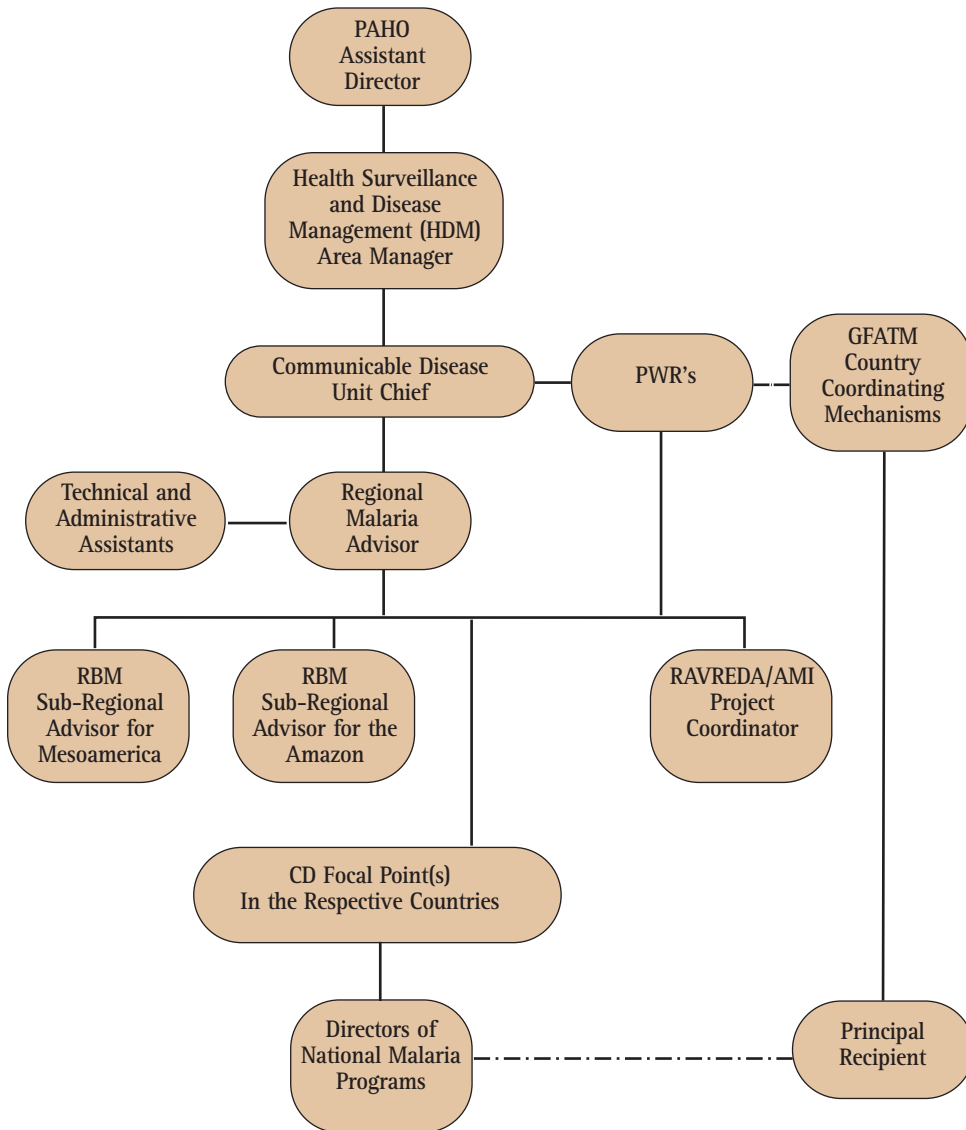 PAHO
Assistant
Director
Health Surveillance
and Disease
Management (HDM)
Area Manager
Communicable Disease
Unit Chief
PWR's
GFATM
Country
Coordinating
Mechanisms
Technical and
Administrative
Assistants
Regional
Malaria
Advisor
RBM
Sub-Regional
Advisor for
Mesoamerica
RBM
Sub-Regional
Advisor for the
Amazon
RAVREDA/AMI
Project
Coordinator
CD Focal Point(s)
In the Respective Countries
Directors of
National Malaria
Programs
Principal
Recipient